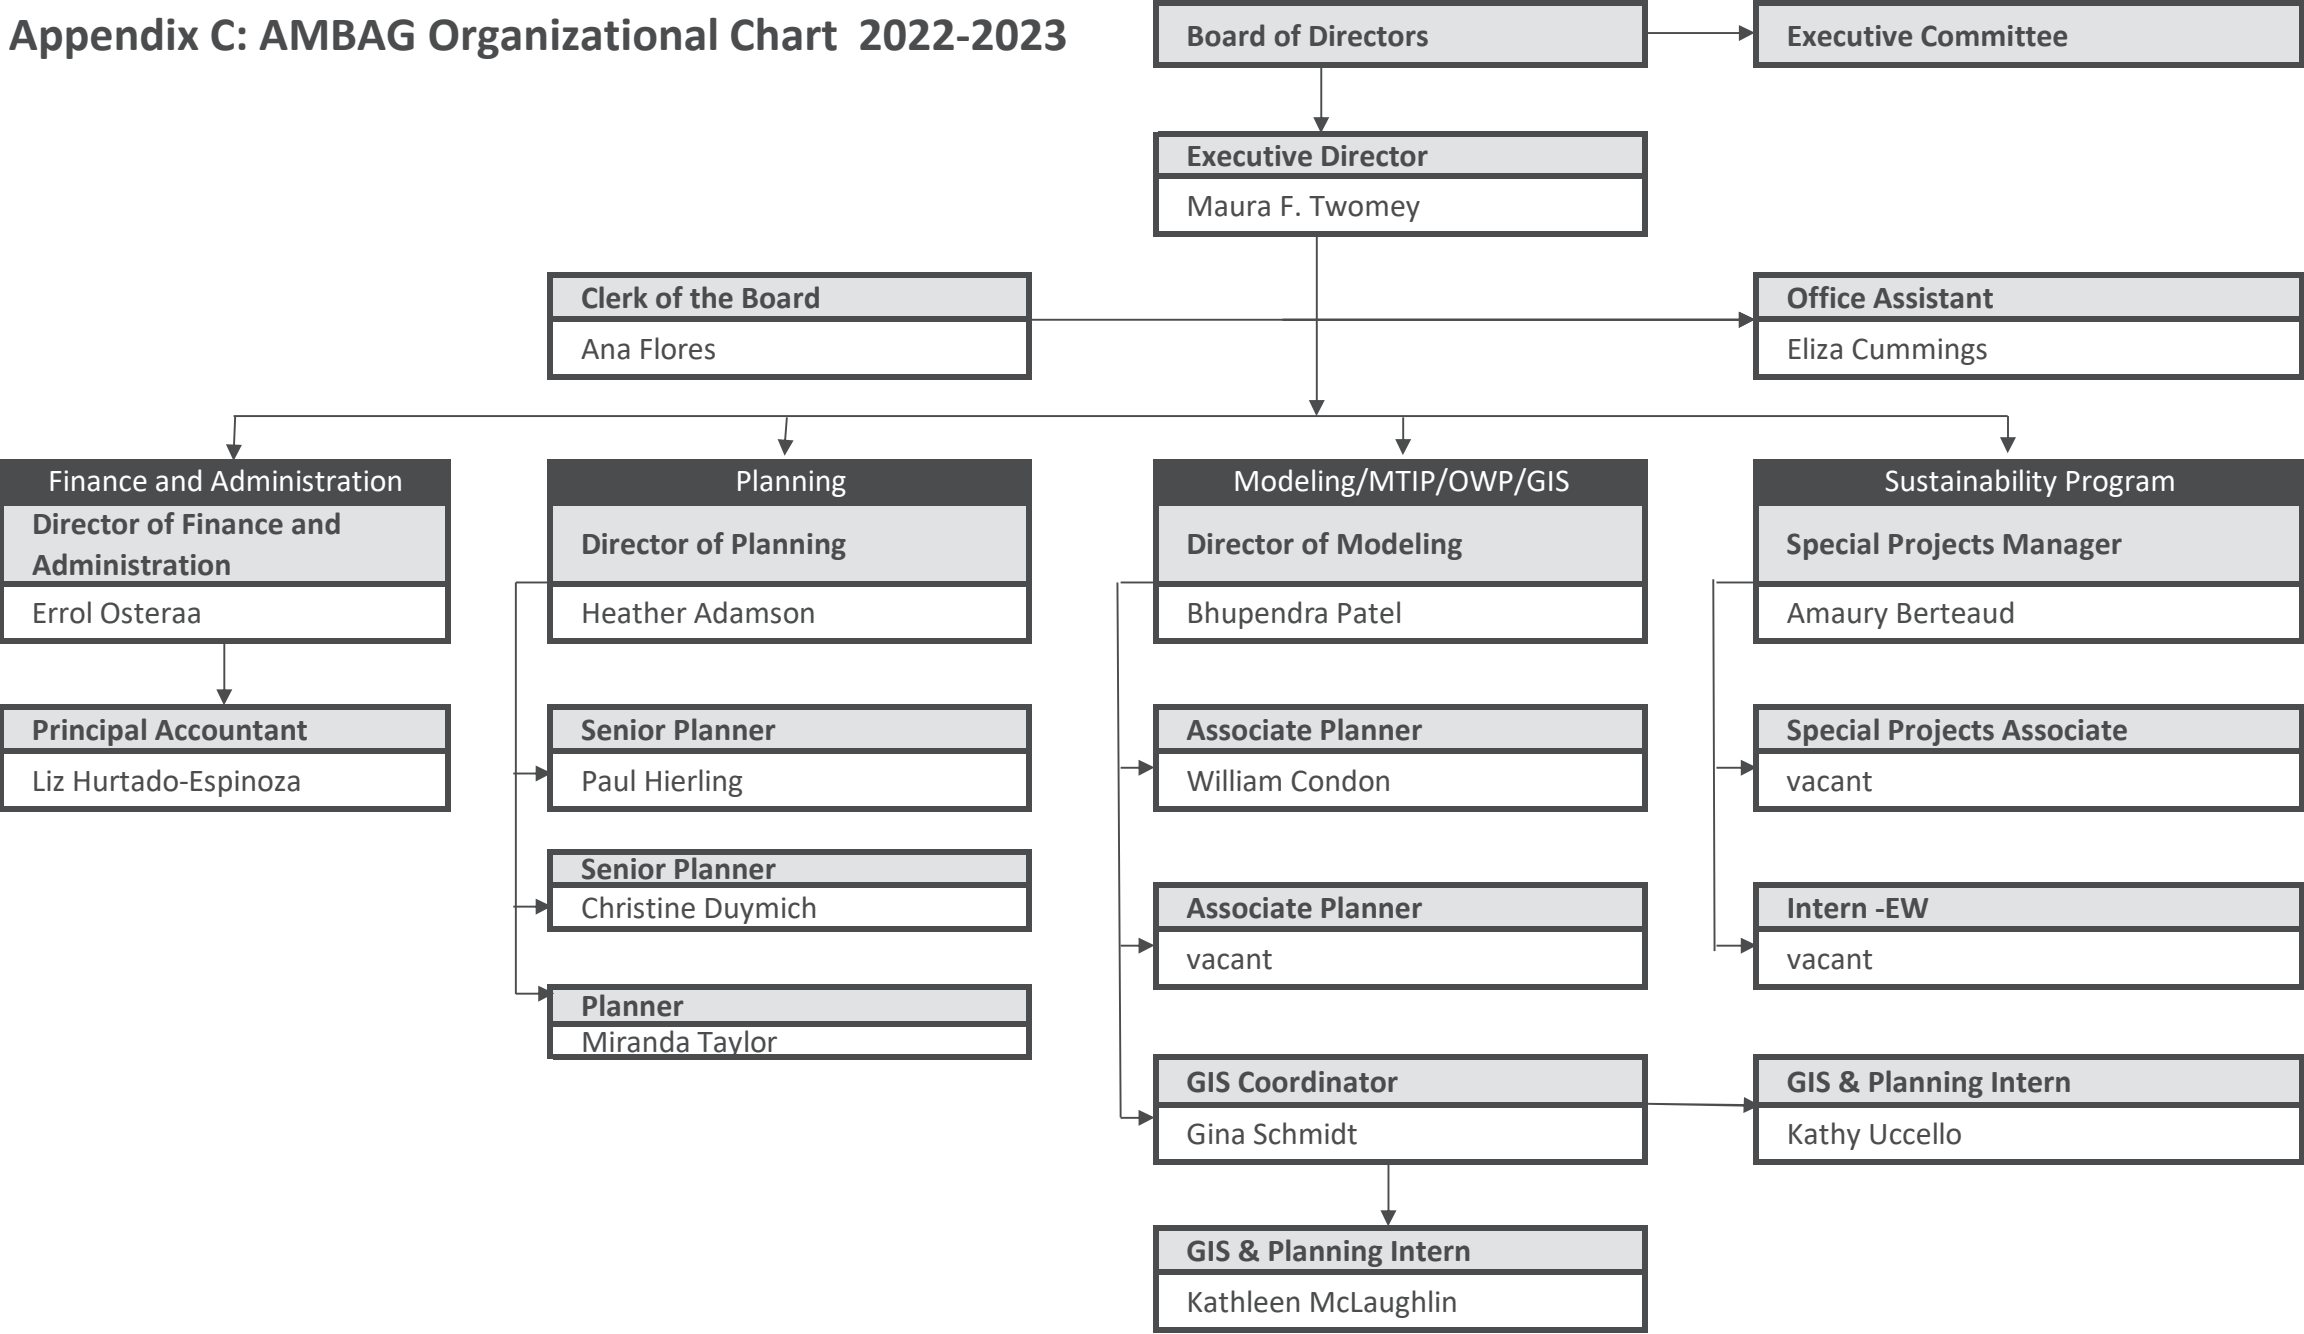 Appendix C: AMBAG Organizational Chart 2022-2023
Board of Directors
Executive Committee
Executive Director
Maura F. Twomey
Clerk of the Board
Ana Flores
Office Assistant
Eliza Cummings
Finance and Administration
Director of Finance and
Administration
Errol Osteraa
Principal Accountant
Liz Hurtado-Espinoza
Planning
Director of Planning
Heather Adamson
Senior Planner
Paul Hierling
Senior Planner
Christine Duymich
Planner
Miranda Taylor
Modeling/MTIP/OWP/GIS
Director of Modeling
Bhupendra Patel
Associate Planner
William Condon
Associate Planner
vacant
GIS Coordinator
Gina Schmidt
GIS & Planning Intern
Kathleen McLaughlin
Sustainability Program
Special Projects Manager
Amaury Berteaud
Special Projects Associate
vacant
Intern -EW
vacant
GIS & Planning Intern
Kathy Uccello